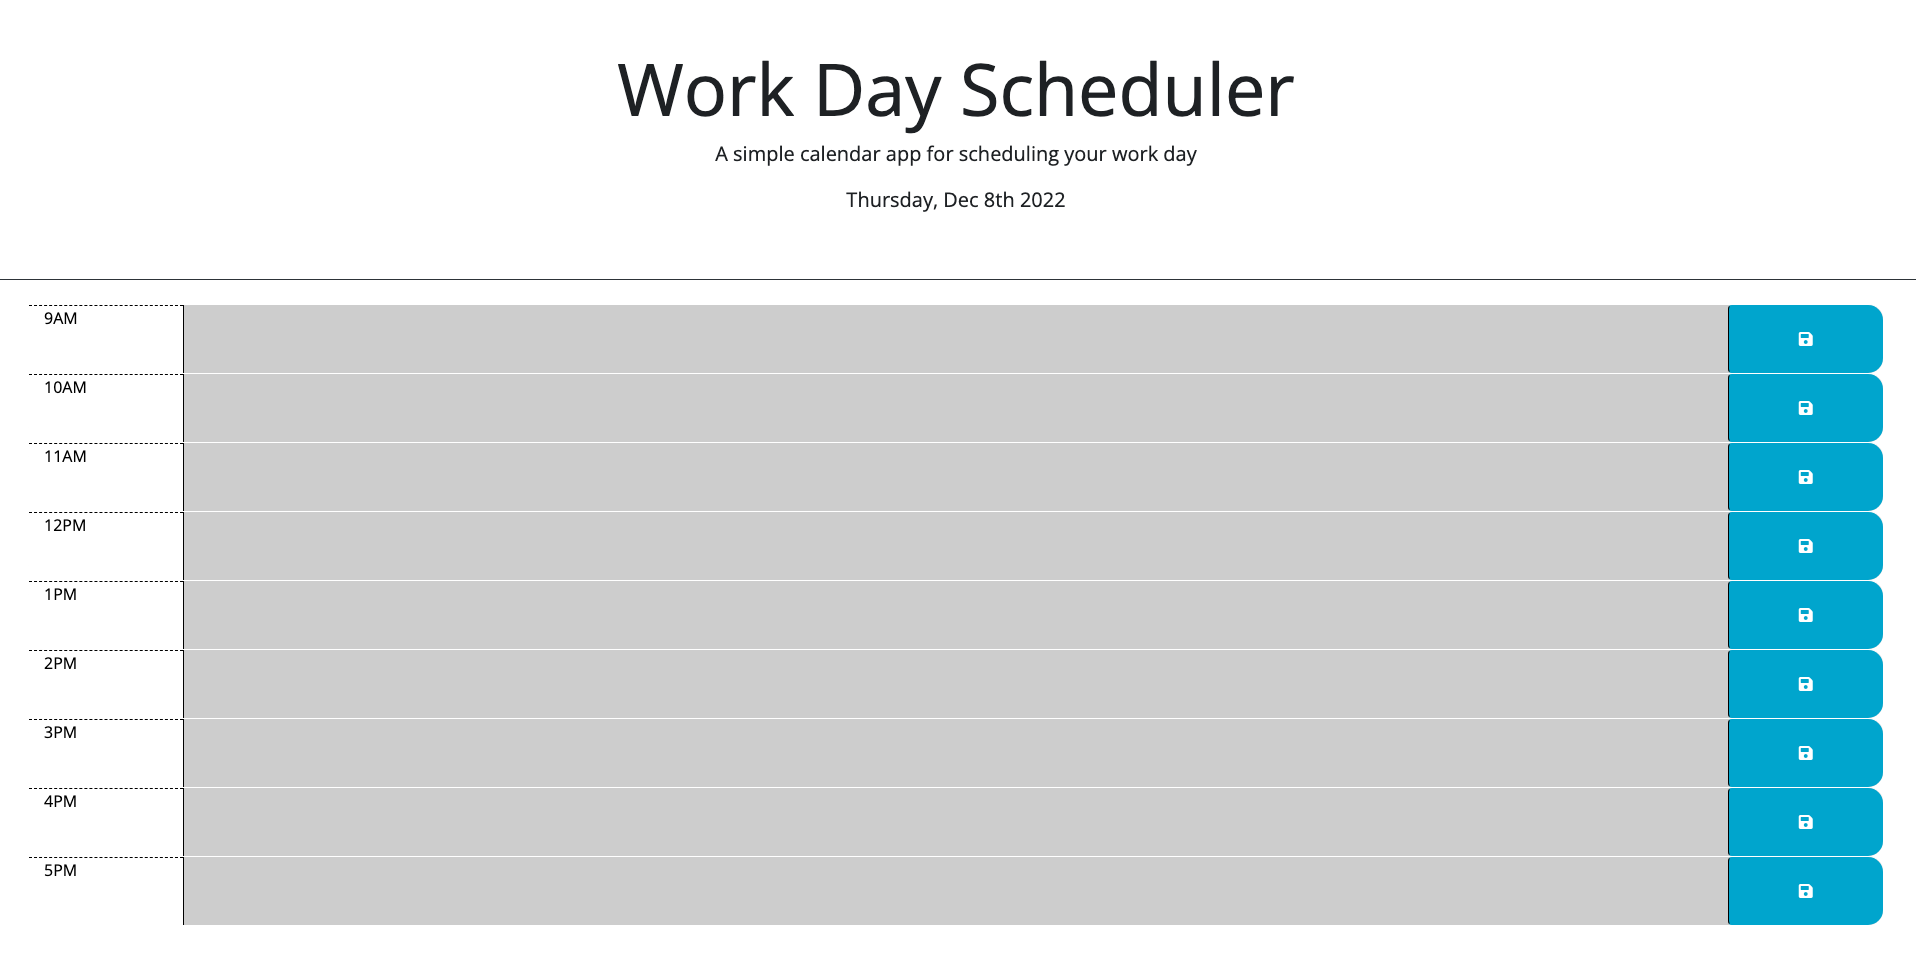 Work Day Scheduler
A simple calendar app for scheduling your work day
Thursday, Dec 8th 2022
9AM
10AM
11AM
12PM
1PM
2PM
3PM
4PM
5PM